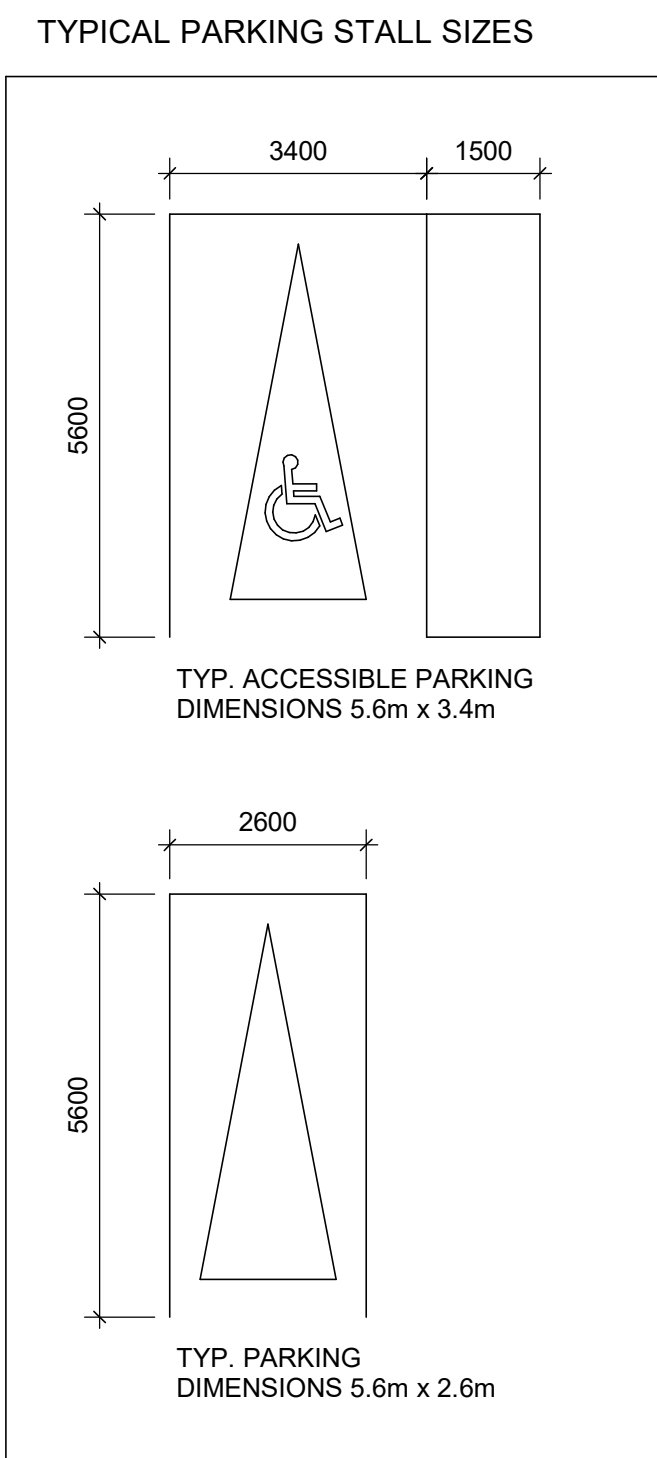 TYPICAL PARKING STALL SIZES
3400
1500
5600
TYP. ACCESSIBLE PARKING
DIMENSIONS 5.6m x 3.4m
2600
5600
TYP. PARKING
DIMENSIONS 5.6m x 2.6m